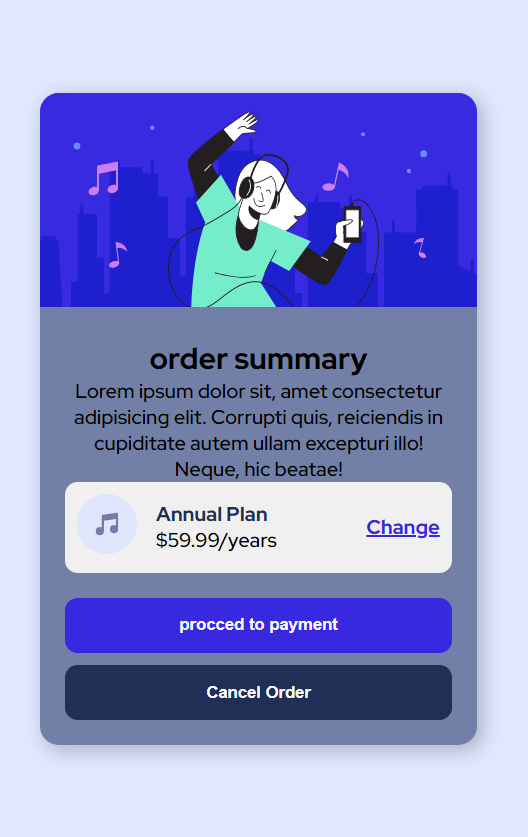 order summary
Lorem ipsum dolor sit, amet consectetur
adipisicing elit. Corrupti quis, reiciendis in
cupiditate autem ullam excepturi illo!
Neque, hic beatae!
Annual Plan
$59.99/years
Change
procced to payment
Cancel Order